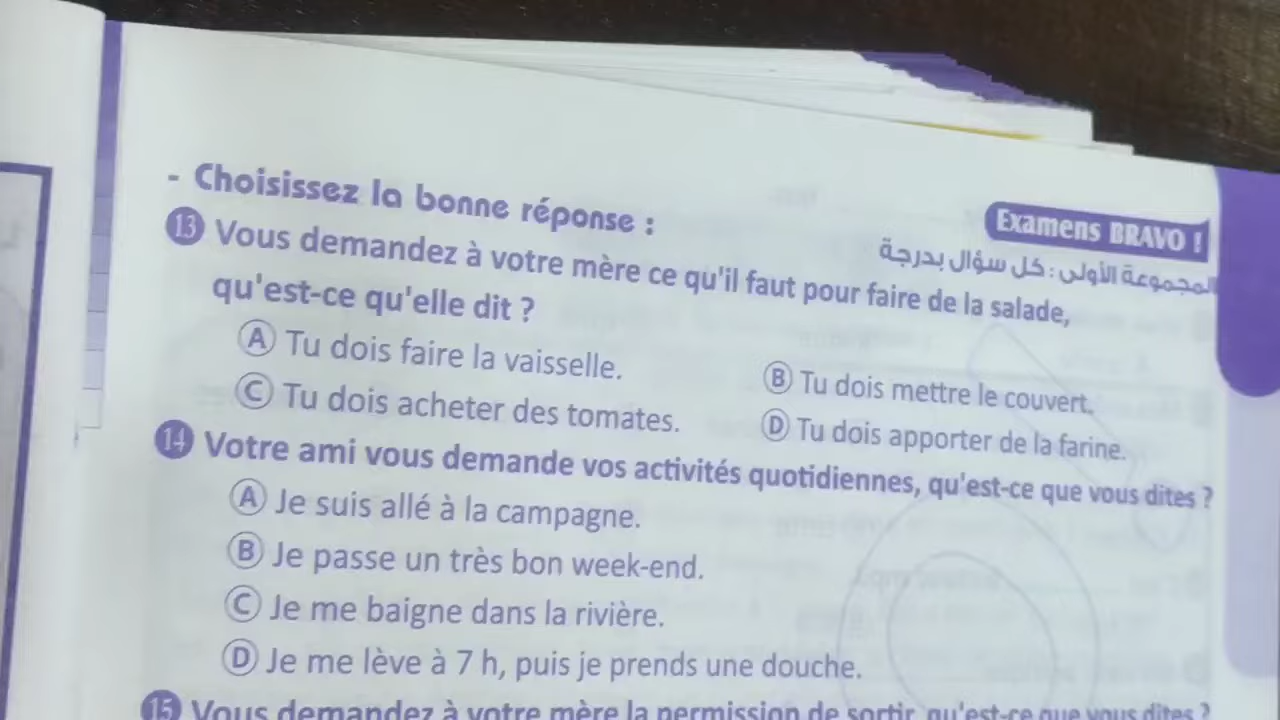 Examens BRAVO !
المجموعة الأولى : كل سؤال بدرجة
- Choisissez la bonne réponse :
13 Vous demandez à votre mère ce qu'il faut pour faire de la salade,
qu'est-ce qu'elle dit ?
A Tu dois faire la vaisselle.
B Tu dois mettre le couvert.
C Tu dois acheter des tomates.
D Tu dois apporter de la farine.
14 Votre ami vous demande vos activités quotidiennes, qu'est-ce que vous dites ?
A Je suis allé à la campagne.
B Je passe un très bon week-end.
C Je me baigne dans la rivière.
D Je me lève à 7 h, puis je prends une douche.
15 Vous demandez à votre mère la permission de sortir, qu'est-ce que vous dites ?